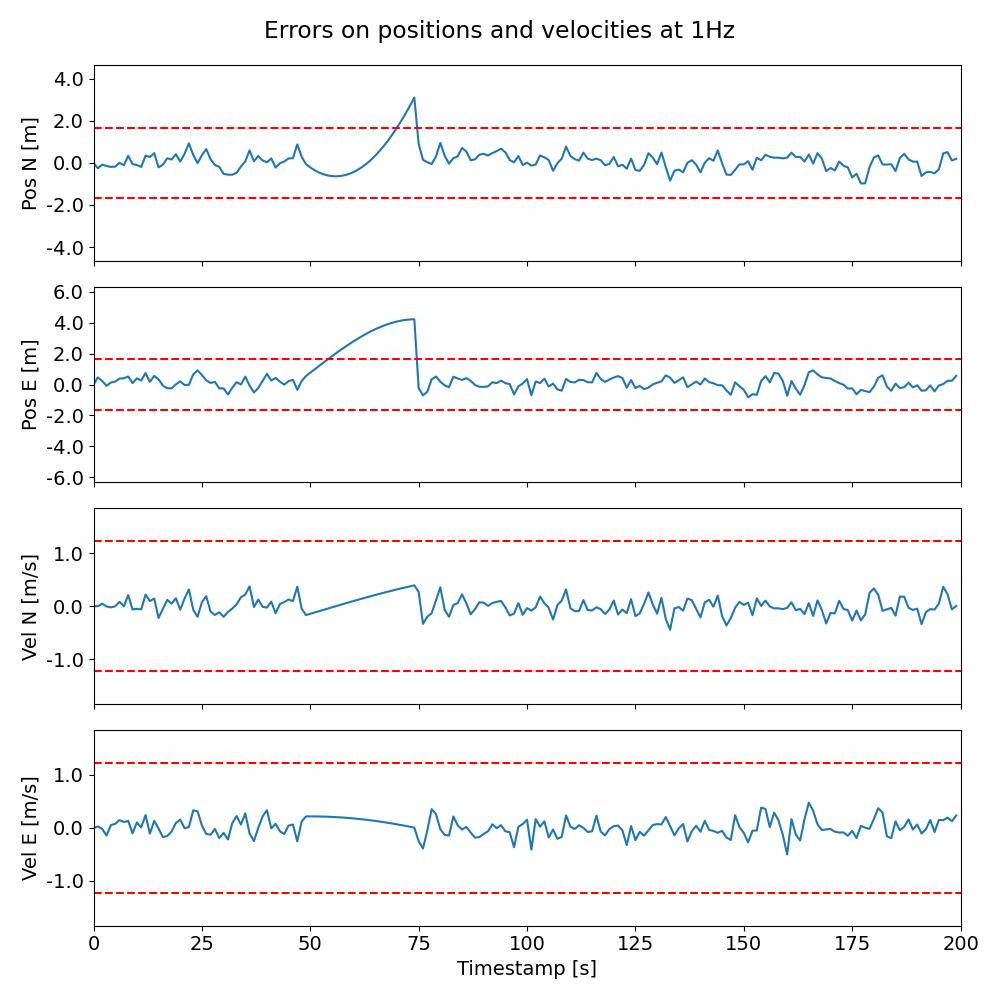 Errors on positions and velocities at 1Hz
4.0
2.0
0.0
-2.0
-4.0
Pos N [m]
6.0
4.0
2.0
0.0
-2.0
-4.0
-6.0
Pos E [m]
1.0
0.0
-1.0
Vel N [m/s]
1.0
0.0
-1.0
Vel E [m/s]
0 25 50 75 100 125 150 175 200
Timestamp [s]